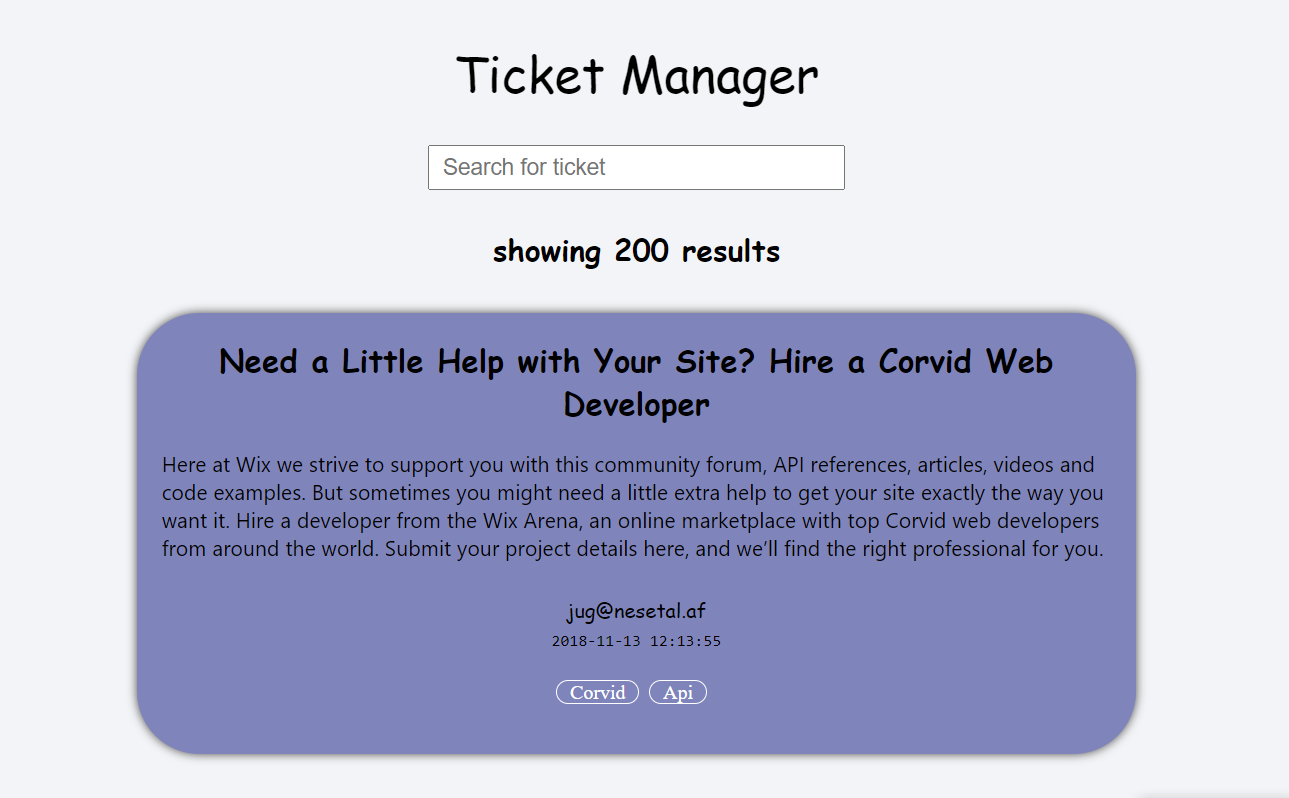 Ticket Manager
Search for ticket
showing 200 results
Need a Little Help with Your Site? Hire a Corvid Web
Developer
Here at Wix we strive to support you with this community forum, API references, articles, videos and
code examples. But sometimes you might need a little extra help to get your site exactly the way you
want it. Hire a developer from the Wix Arena, an online marketplace with top Corvid web developers
from around the world. Submit your project details here, and we’ll find the right professional for you.
jug@nesetal.af
2018-11-13 12:13:55
Corvid Api